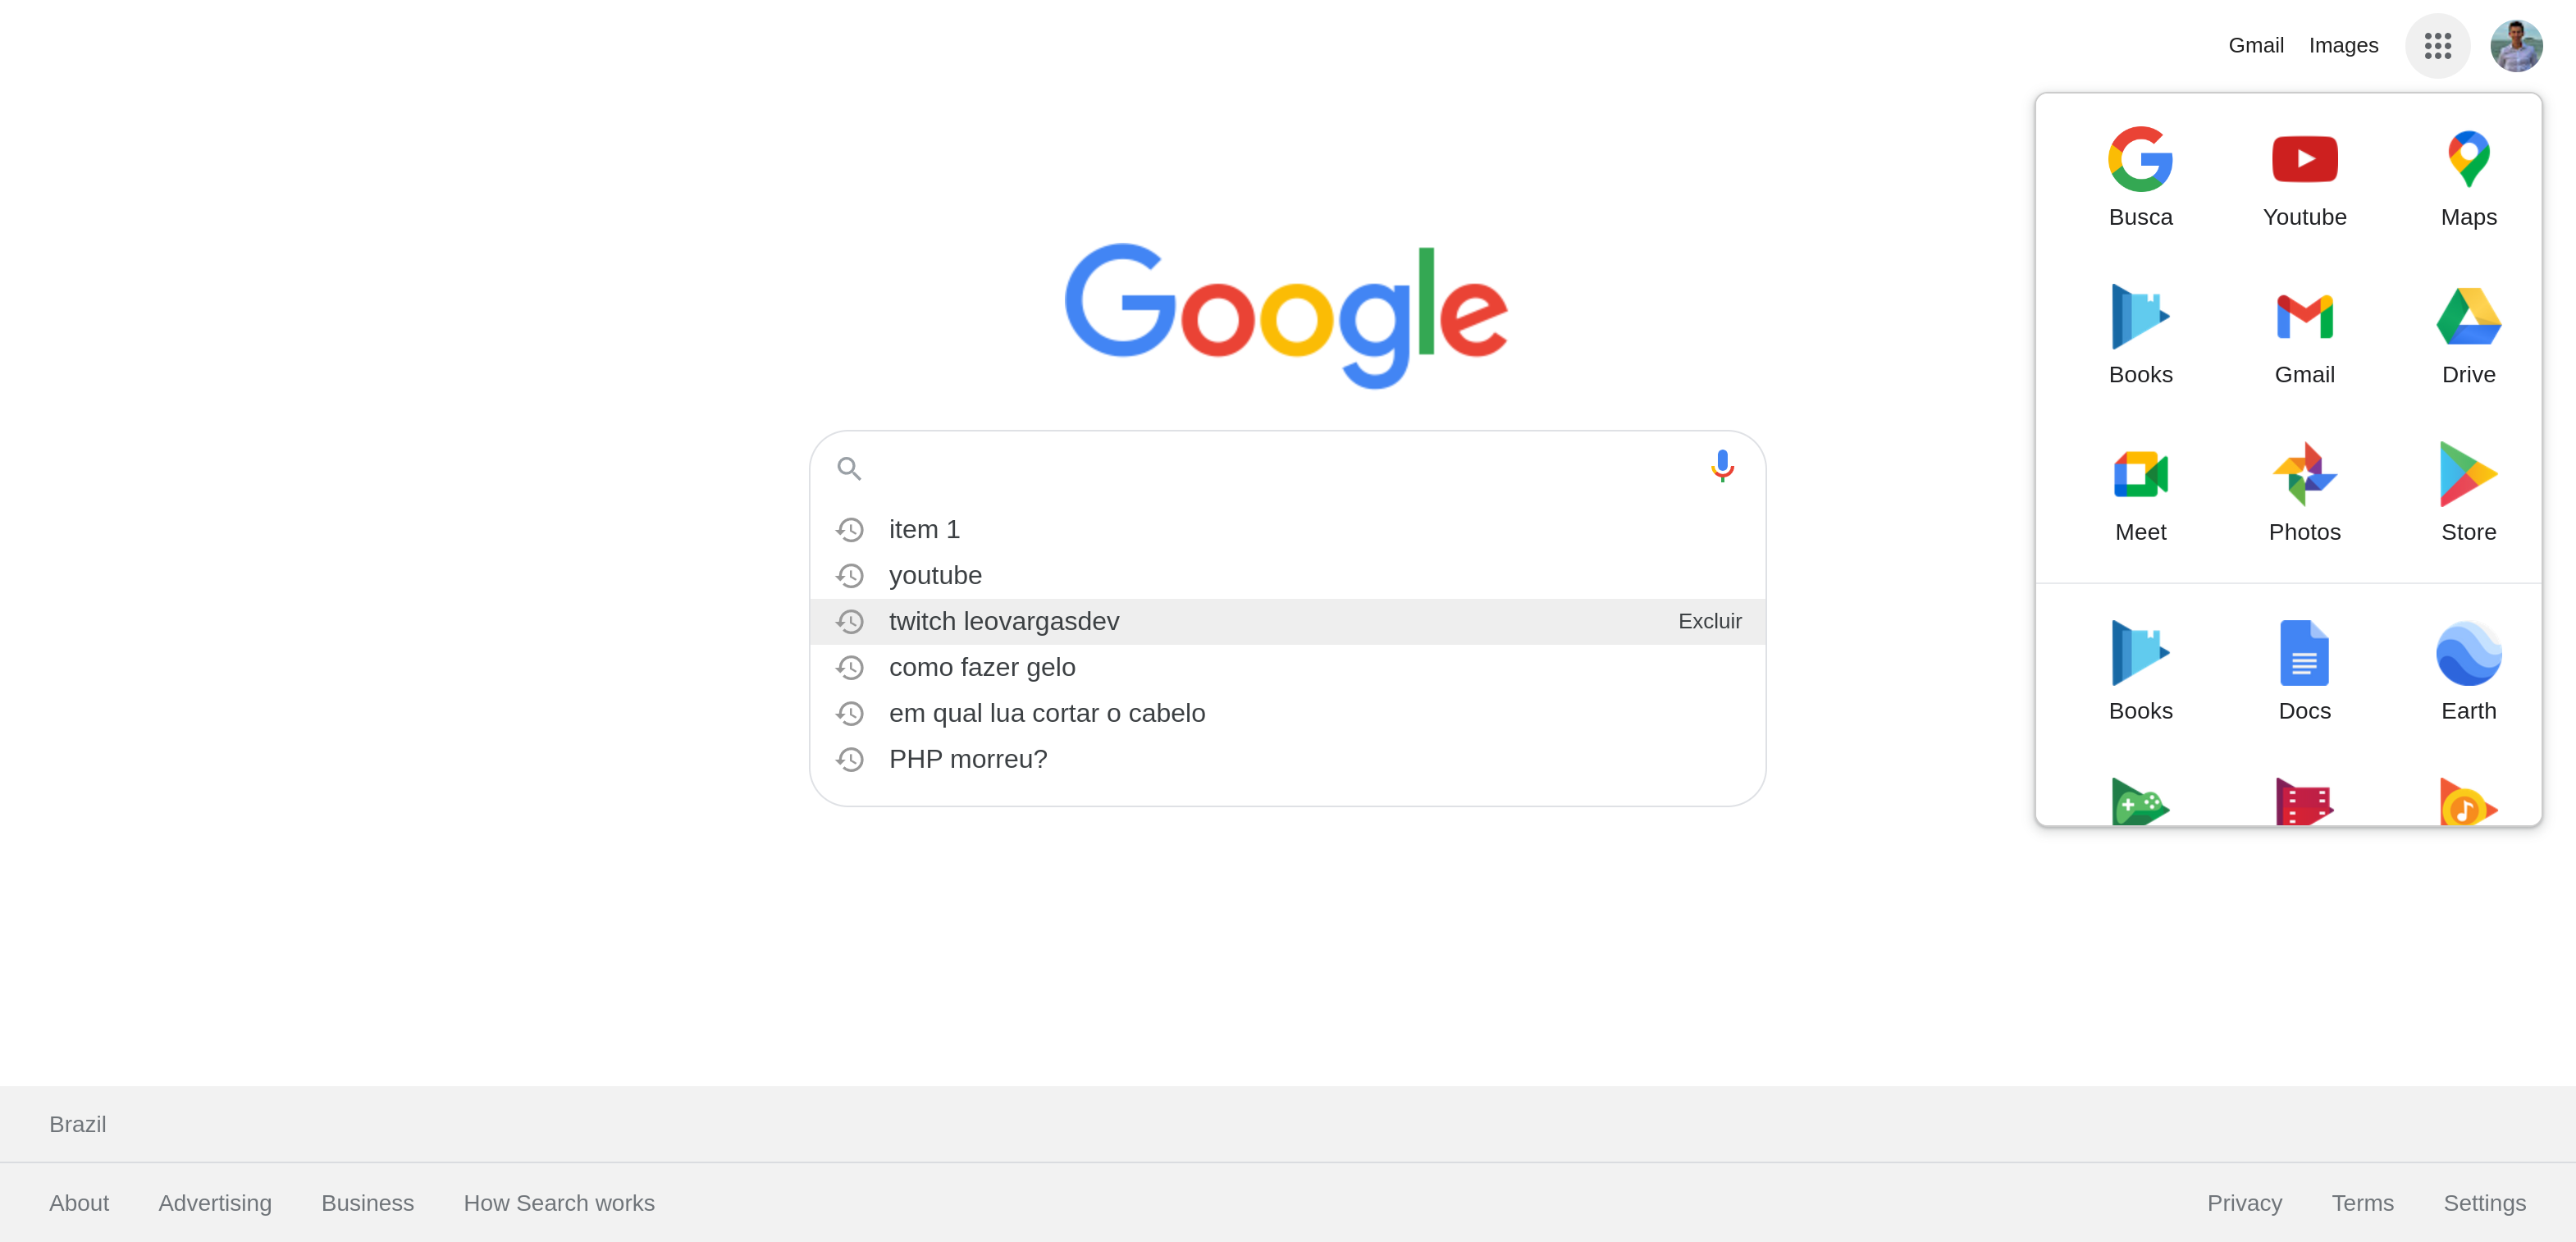 Gmail Images
Google
item 1
youtube
twitch leovargasdev Excluir
como fazer gelo
em qual lua cortar o cabelo
PHP morreu?
Busca Youtube Maps
Books Gmail Drive
Meet Photos Store
Books Docs Earth
Brazil
About Advertising Business How Search works Privacy Terms Settings